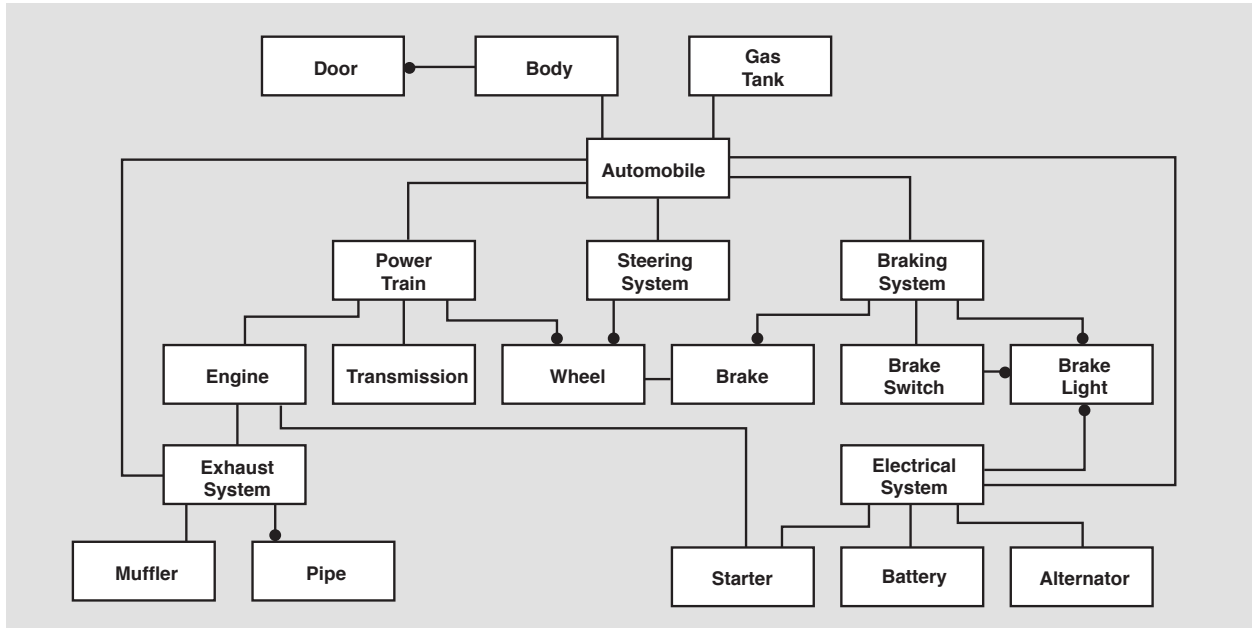 Door
Body
Gas
Tank
Automobile
Power
Train
Steering
System
Braking
System
Engine
Transmission
Wheel
Brake
Brake
Switch
Brake
Light
Exhaust
System
Electrical
System
Muffler
Pipe
Starter
Battery
Alternator